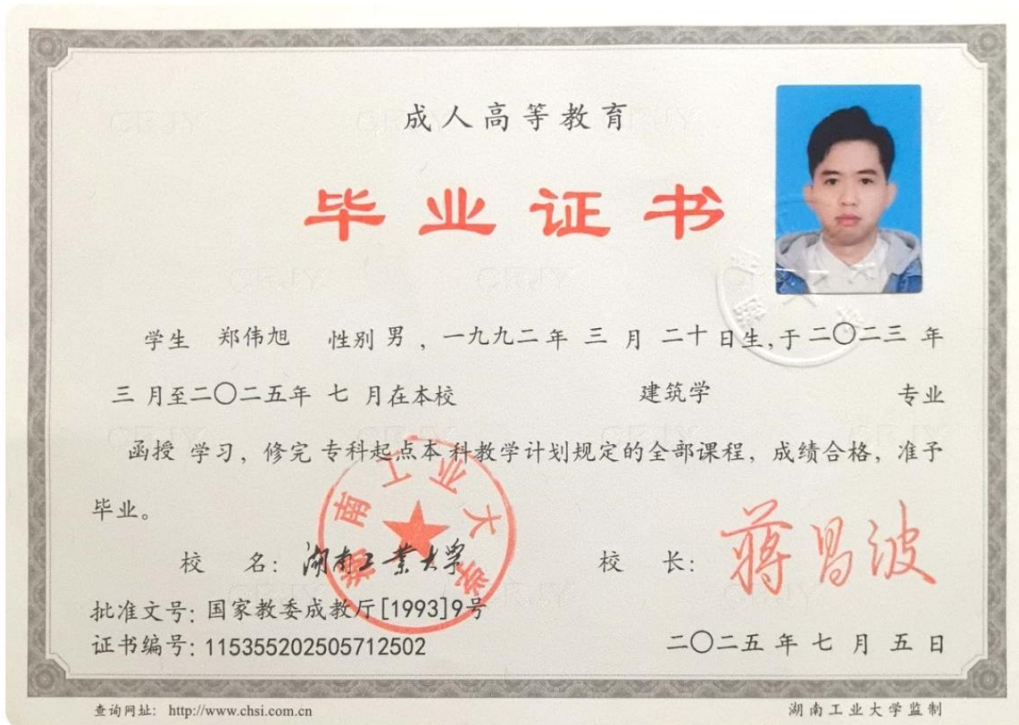 成人高等教育
毕业证书
学生 郑伟旭 性别 男 , 一九九二 年 三 月 二十 日生, 于 二〇二三 年
三 月至 二〇二五年 七 月在本校 建筑学 专业
函授 学习, 修完 专科起点本 科教学计划规定的全部课程, 成绩合格, 准予
毕业。
校 名: 湖南工业大学
校 长: 蒋昌波
湖南工业大学
批准文号: 国家教委成教厅[1993]9号
证书编号: 115355202505712502
二〇二五 年 七 月 五 日
查询网址: http://www.chsi.com.cn
湖南工业大学监制